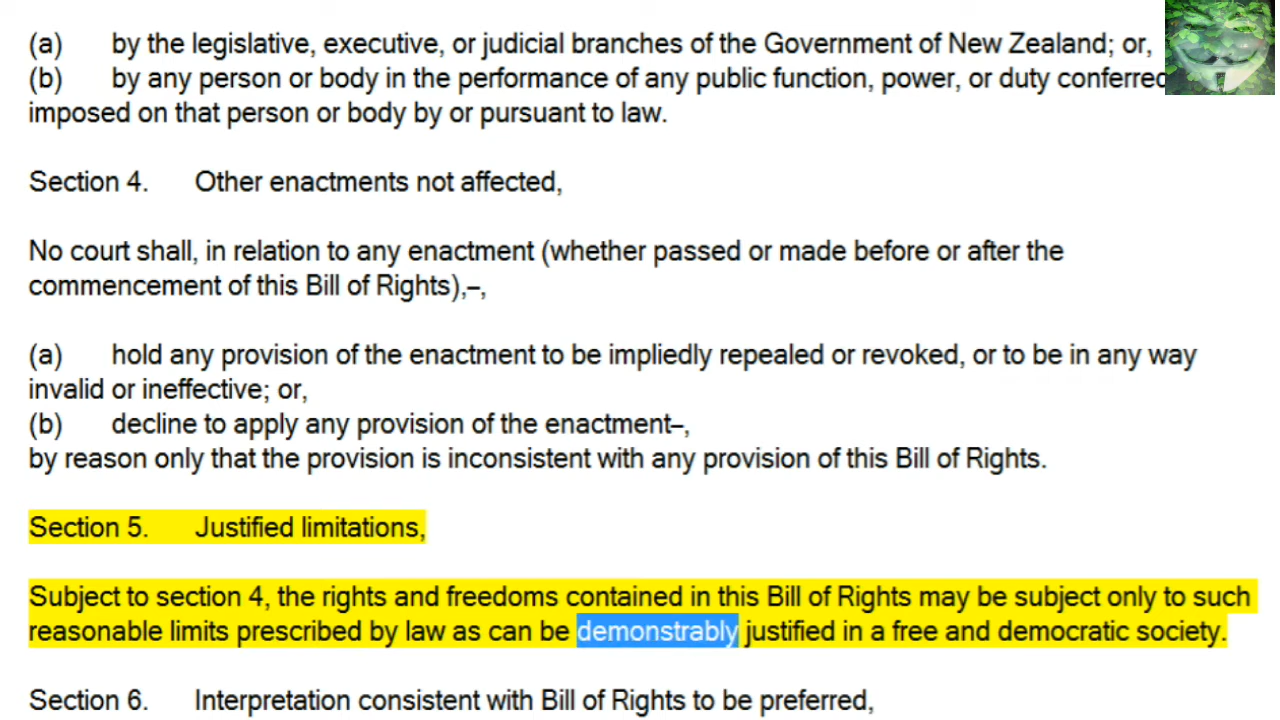 (a) by the legislative, executive, or judicial branches of the Government of New Zealand; or,
(b) by any person or body in the performance of any public function, power, or duty conferred
imposed on that person or body by or pursuant to law.
Section 4. Other enactments not affected,
No court shall, in relation to any enactment (whether passed or made before or after the
commencement of this Bill of Rights),–,
(a) hold any provision of the enactment to be impliedly repealed or revoked, or to be in any way
invalid or ineffective; or,
(b) decline to apply any provision of the enactment–,
by reason only that the provision is inconsistent with any provision of this Bill of Rights.
Section 5. Justified limitations,
Subject to section 4, the rights and freedoms contained in this Bill of Rights may be subject only to such
reasonable limits prescribed by law as can be demonstrably justified in a free and democratic society.
Section 6. Interpretation consistent with Bill of Rights to be preferred,